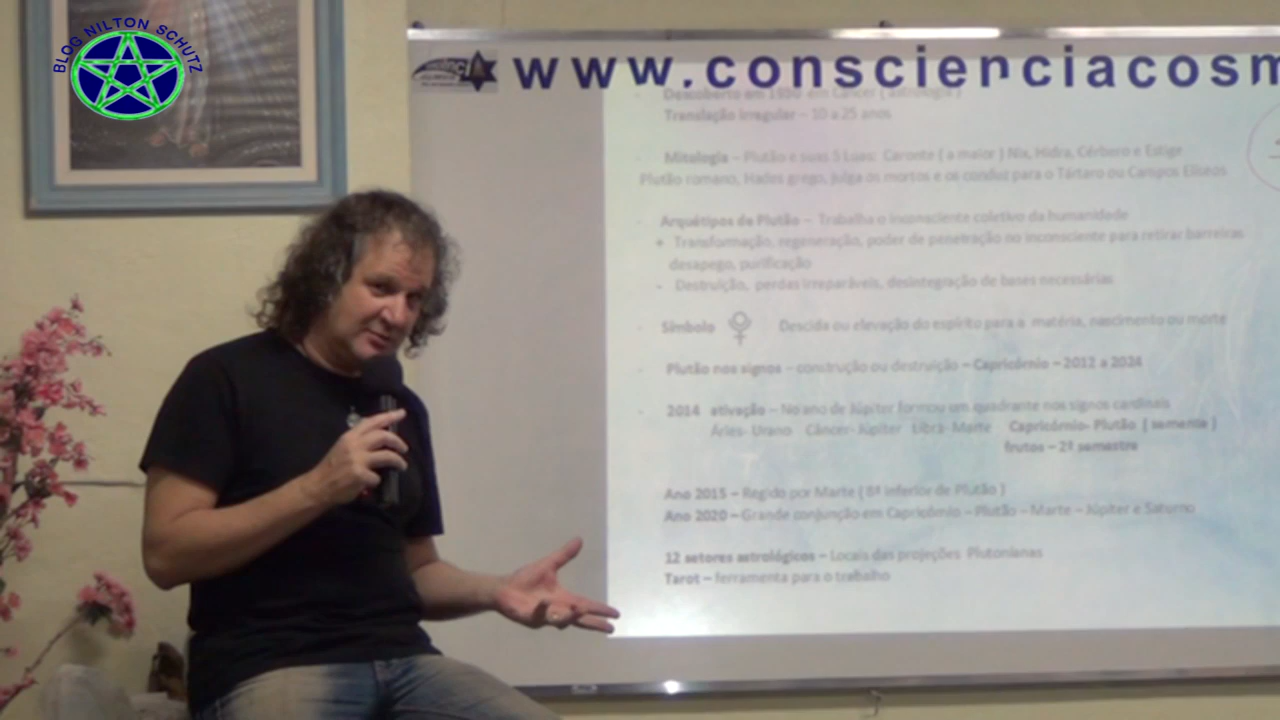 BLOG NILTON SCHUTZ
www.conscienciacosm
Descoberto em 1930 em Câncer ( astrologia )
Translação irregular – 10 a 25 anos
- Mitologia – Plutão e suas 5 Luas: Caronte ( a maior ) Nix, Hidra, Cérbero e Estige
Plutão romano, Hades grego, julga os mortos e os conduz para o Tártaro ou Campos Elíseos
- Arquétipos de Plutão – Trabalha o inconsciente coletivo da humanidade
+ Transformação, regeneração, poder de penetração no inconsciente para retirar barreiras
desapego, purificação
- Destruição, perdas irreparáveis, desintegração de bases necessárias
- Símbolo Descida ou elevação do espírito para a matéria, nascimento ou morte
- Plutão nos signos – construção ou destruição – Capricórnio – 2012 a 2024
- 2014 ativação – No ano de Júpiter formou um quadrante nos signos cardinais
Áries- Urano Câncer- Júpiter Libra- Marte Capricórnio- Plutão ( semente )
frutos – 2º semestre
Ano 2015 – Regido por Marte ( 8ª inferior de Plutão )
Ano 2020 – Grande conjunção em Capricórnio – Plutão – Marte – Júpiter e Saturno
12 setores astrológicos – Locais das projeções Plutonianas
Tarot – ferramenta para o trabalho